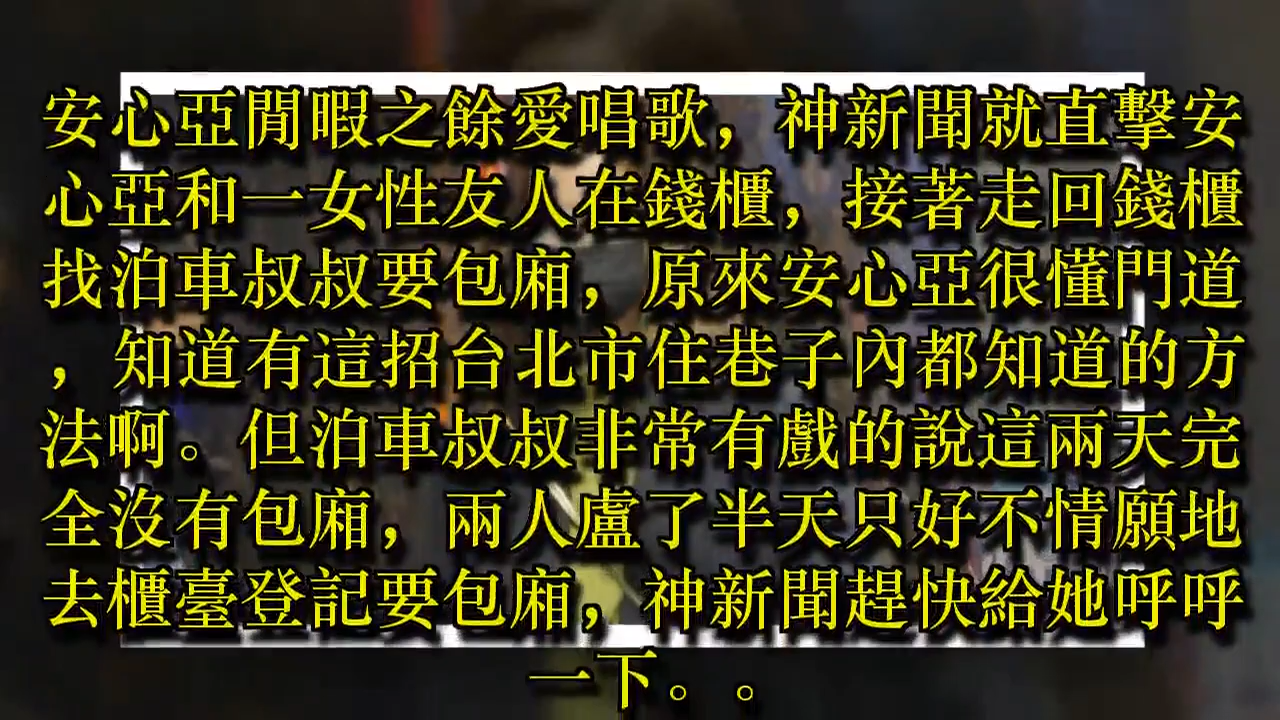 安心亞閒暇之餘愛唱歌，神新聞就直擊安
心亞和一女性友人在錢櫃，接著走回錢櫃
找泊車叔叔要包廂，原來安心亞很懂門道
，知道有這招台北市住巷子內都知道的方
法啊。但泊車叔叔非常有戲的說這兩天完
全沒有包廂，兩人盧了半天只好不情願地
去櫃臺登記要包廂，神新聞趕快給她呼呼
一下。。